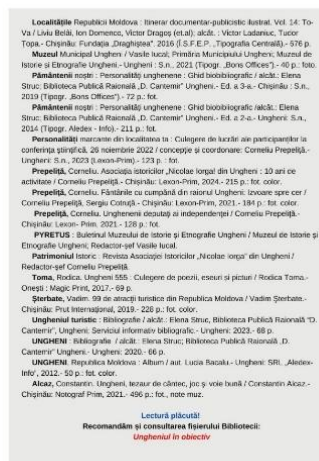 Localitățile Republicii Moldova : Itinerar documentar-publicistic ilustrat. Vol. 14: To-
Va / Liviu Belâi, Ion Domenco, Victor Dragoș (et.al); alcăt. : Victor Ladaniuc, Tudor
Țopa.- Chișinău: Fundația „Draghiștea”. 2016 (Î.S.F.E.P. „Tipografia Centrală).- 576 p.
Muzeul Municipal Ungheni / Vasile Iucal; Primăria Municipiului Ungheni; Muzeul de
Istorie si Etnografie Ungheni.- Ungheni : S.n., 2021 (Tipogr. „Bons Offices”).- 40 p.: foto.
Pământenii noștri : Personalități unghenene : Ghid biobibliografic / alcăt.: Elena
Struc; Biblioteca Publică Raională „D. Cantemir” Ungheni.- Ed. a 3-a.- Chișinău : S.n.,
2019 (Tipogr. „Bons Offices”).- 72 p.: fot.
Pământenii noștri : Personalități unghenene : Ghid biobibliografic /alcăt.: Elena
Struc; Biblioteca Publică Raională „D. Cantemir” Ungheni.- Ed. a 2-a.- Ungheni: S.n.,
2014 (Tipogr. Aledex - Info).- 211 p.: fot.
Personalități marcante din localitatea ta : Culegere de lucrări ale participanților la
conferința științifică, 26 noiembrie 2022 / concepție și coordonare: Corneliu Prepeliță.-
Ungheni: S.n., 2023 (Lexon-Prim).- 123 p. : fot.
Prepeliță, Corneliu. Asociația istoricilor „Nicolae Iorga” din Ungheni : 10 ani de
activitate / Corneliu Prepeliță.- Chișinău: Lexon-Prim, 2024.- 215 p.: fot. color.
Prepeliță, Corneliu. Fântânile cu cumpănă din raionul Ungheni: Izvoare spre cer /
Corneliu Prepeliță, Sergiu Cotruță.- Chișinău: Lexon-Prim, 2021.- 184 p.: fot. color.
Prepeliță, Corneliu. Unghenenii deputați ai independenței / Corneliu Prepeliță.-
Chișinău: Lexon- Prim, 2021.- 128 p.: fot.
PYRETUS : Buletinul Muzeului de Istorie și Etnografie Ungheni / Muzeul de Istorie și
Etnografie Ungheni; Redactor-șef Vasile Iucal.
Patrimoniul Istoric : Revista Asociației Istoricilor „Nicolae Iorga” din Ungheni /
Redactor-șef Corneliu Prepeliță.
Toma, Rodica. Ungheni 555 : Culegere de poezii, eseuri și picturi / Rodica Toma.-
Onești : Magic Print, 2017.- 69 p.
Șterbate, Vadim. 99 de atracții turistice din Republica Moldova / Vadim Șterbate.-
Chișinău: Prut Internațional, 2019.- 228 p.: fot. color.
Ungheniul turistic : Bibliografie / alcăt.: Elena Struc, Biblioteca Publică Raională ”D.
Cantemir”, Ungheni: Serviciul informativ bibliografic.- Ungheni: 2023.- 68 p.
UNGHENI : Bibliografie / alcăt.: Elena Struc, Biblioteca Publică Raională „D.
Cantemir” Ungheni.- Ungheni: 2020.- 66 p.
UNGHENI. Republica Moldova : Album / aut. Lucia Bacalu.- Ungheni: SRL „Aledex-
Info”, 2012.- 50 p.: fot. color.
Alcaz, Constantin. Ungheni, tezaur de cântec, joc și voie bună / Constantin Alcaz.-
Chișinău: Notograf Prim, 2021.- 496 p.: fot., note muz.
Lectură plăcută!
Recomandăm și consultarea fișierului Bibliotecii:
Ungheniul în obiectiv